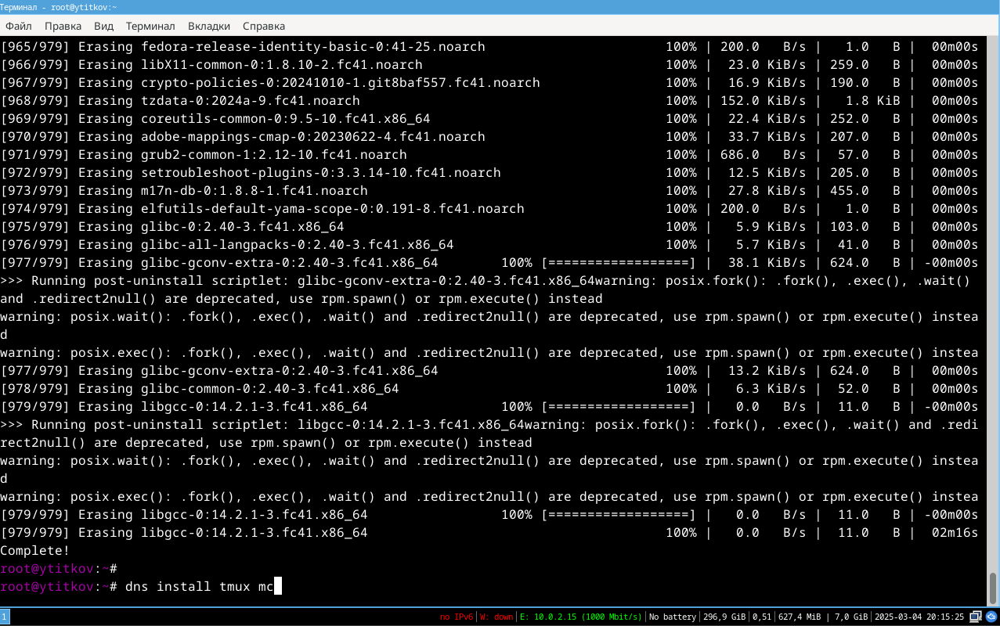 Терминал - root@ytitkov:~
Файл Правка Вид Терминал Вкладки Справка
[965/979] Erasing fedora-release-identity-basic-0:41-25.noarch 100% | 200.0 B/s | 1.0 B | 00m00s
[966/979] Erasing libX11-common-0:1.8.10-2.fc41.noarch 100% | 23.0 KiB/s | 259.0 B | 00m00s
[967/979] Erasing crypto-policies-0:20241010-1.git8baf557.fc41.noarch 100% | 16.9 KiB/s | 190.0 B | 00m00s
[968/979] Erasing tzdata-0:2024a-9.fc41.noarch 100% | 152.0 KiB/s | 1.8 KiB | 00m00s
[969/979] Erasing coreutils-common-0:9.5-10.fc41.x86_64 100% | 22.4 KiB/s | 252.0 B | 00m00s
[970/979] Erasing adobe-mappings-cmap-0:20230622-4.fc41.noarch 100% | 33.7 KiB/s | 207.0 B | 00m00s
[971/979] Erasing grub2-common-1:2.12-10.fc41.noarch 100% | 686.0 B/s | 57.0 B | 00m00s
[972/979] Erasing setroubleshoot-plugins-0:3.3.14-10.fc41.noarch 100% | 12.5 KiB/s | 205.0 B | 00m00s
[973/979] Erasing m17n-db-0:1.8.8-1.fc41.noarch 100% | 27.8 KiB/s | 455.0 B | 00m00s
[974/979] Erasing elfutils-default-yama-scope-0:0.191-8.fc41.noarch 100% | 200.0 B/s | 1.0 B | 00m00s
[975/979] Erasing glibc-0:2.40-3.fc41.x86_64 100% | 5.9 KiB/s | 103.0 B | 00m00s
[976/979] Erasing glibc-all-langpacks-0:2.40-3.fc41.x86_64 100% | 5.7 KiB/s | 41.0 B | 00m00s
[977/979] Erasing glibc-gconv-extra-0:2.40-3.fc41.x86_64 100% [==================] | 38.1 KiB/s | 624.0 B | -00m00s
>>> Running post-uninstall scriptlet: glibc-gconv-extra-0:2.40-3.fc41.x86_64warning: posix.fork(): .fork(), .exec(), .wait()
and .redirect2null() are deprecated, use rpm.spawn() or rpm.execute() instead
warning: posix.wait(): .fork(), .exec(), .wait() and .redirect2null() are deprecated, use rpm.spawn() or rpm.execute() instea
d
warning: posix.exec(): .fork(), .exec(), .wait() and .redirect2null() are deprecated, use rpm.spawn() or rpm.execute() instea
[977/979] Erasing glibc-gconv-extra-0:2.40-3.fc41.x86_64 100% | 13.2 KiB/s | 624.0 B | 00m00s
[978/979] Erasing glibc-common-0:2.40-3.fc41.x86_64 100% | 6.3 KiB/s | 52.0 B | 00m00s
[979/979] Erasing libgcc-0:14.2.1-3.fc41.x86_64 100% [==================] | 0.0 B/s | 11.0 B | -00m00s
>>> Running post-uninstall scriptlet: libgcc-0:14.2.1-3.fc41.x86_64warning: posix.fork(): .fork(), .exec(), .wait() and .redi
rect2null() are deprecated, use rpm.spawn() or rpm.execute() instead
warning: posix.wait(): .fork(), .exec(), .wait() and .redirect2null() are deprecated, use rpm.spawn() or rpm.execute() instea
d
warning: posix.exec(): .fork(), .exec(), .wait() and .redirect2null() are deprecated, use rpm.spawn() or rpm.execute() instea
[979/979] Erasing libgcc-0:14.2.1-3.fc41.x86_64 100% [==================] | 0.0 B/s | 11.0 B | -00m00s
[979/979] Erasing libgcc-0:14.2.1-3.fc41.x86_64 100% | 0.0 B/s | 11.0 B | 02m16s
Complete!
root@ytitkov:~#
root@ytitkov:~# dns install tmux mc
1 no IPv6 | W: down | E: 10.0.2.15 (1000 Mbit/s) | No battery | 296,9 GiB | 0,51 | 627,4 MiB | 7,0 GiB | 2025-03-04 20:15:25